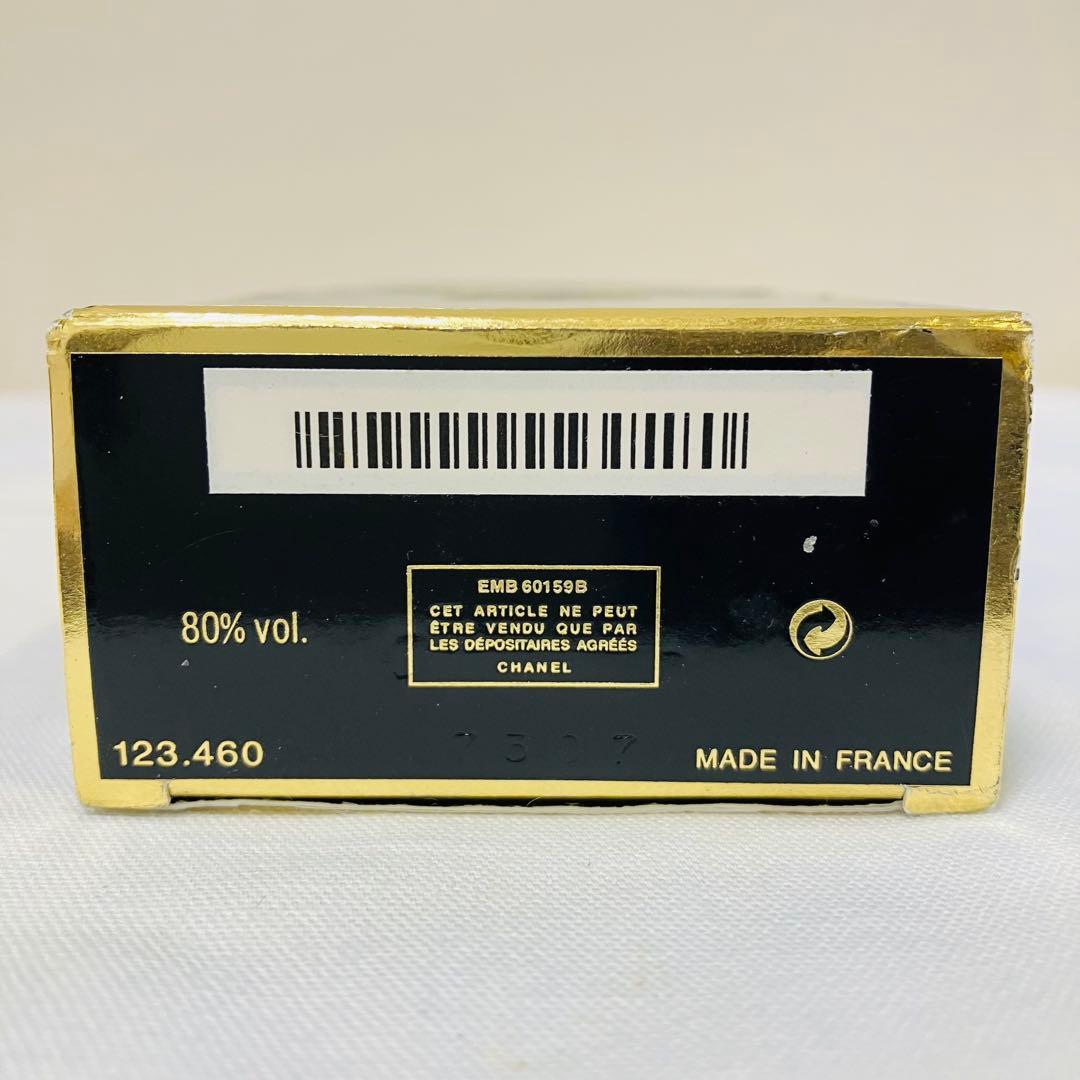 EMB 60159B
CET ARTICLE NE PEUT
ÊTRE VENDU QUE PAR
LES DÉPOSITAIRES AGRÉÉS
CHANEL
80% vol.
123.460
7307
MADE IN FRANCE